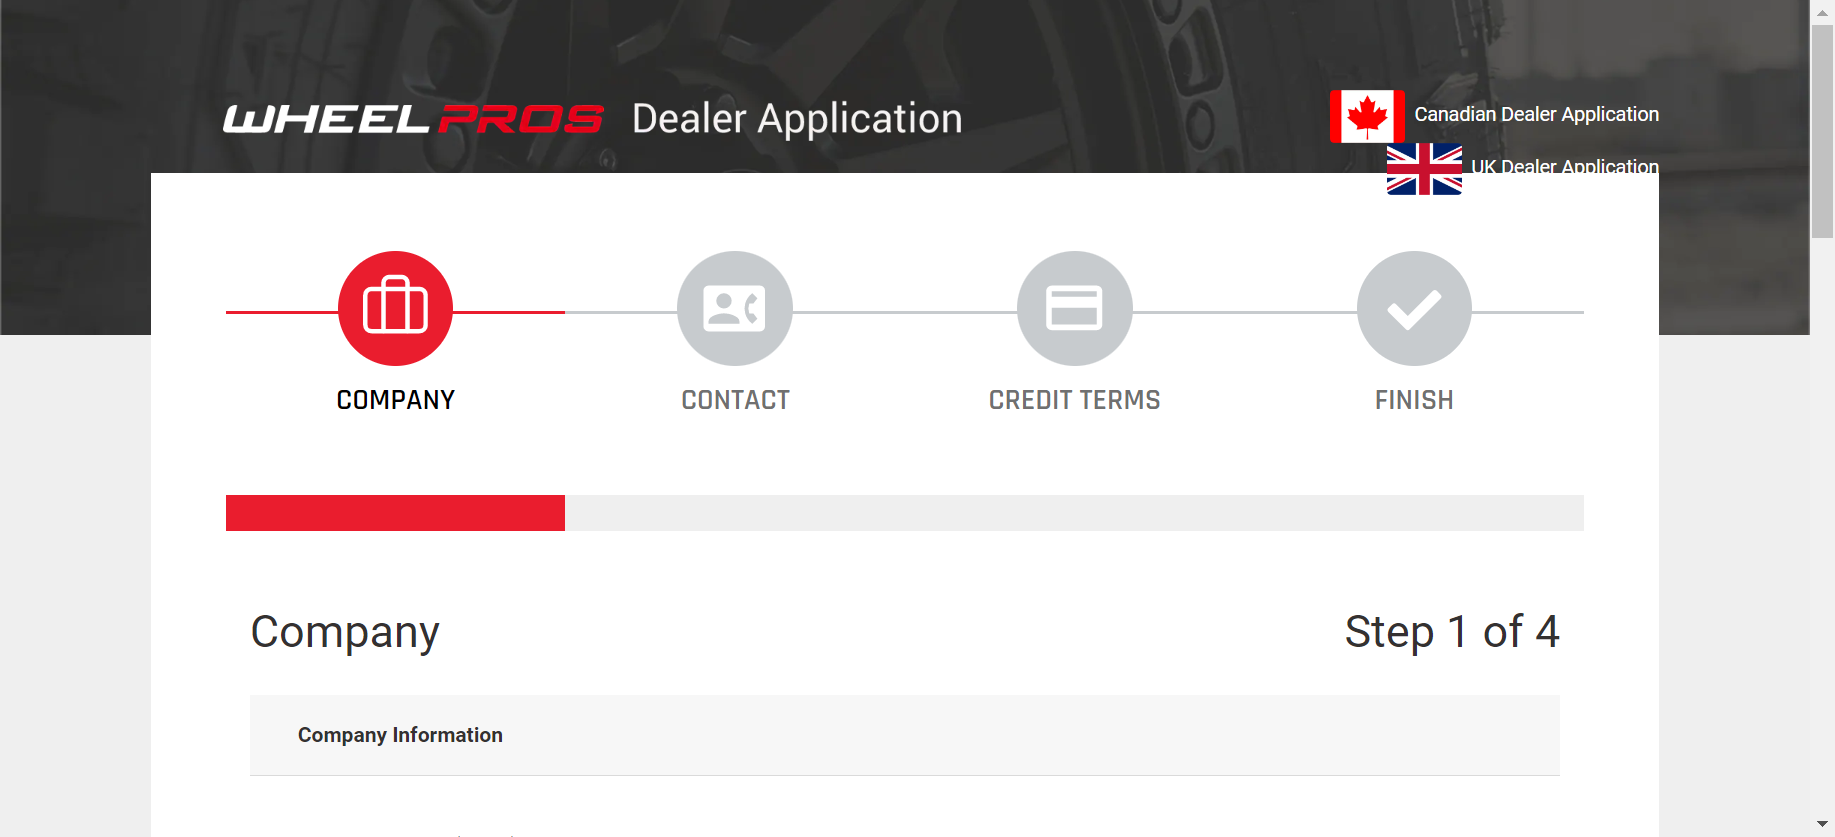 WHEEL PROS Dealer Application
Canadian Dealer Application
UK Dealer Application
COMPANY
CONTACT
CREDIT TERMS
FINISH
Company
Step 1 of 4
Company Information